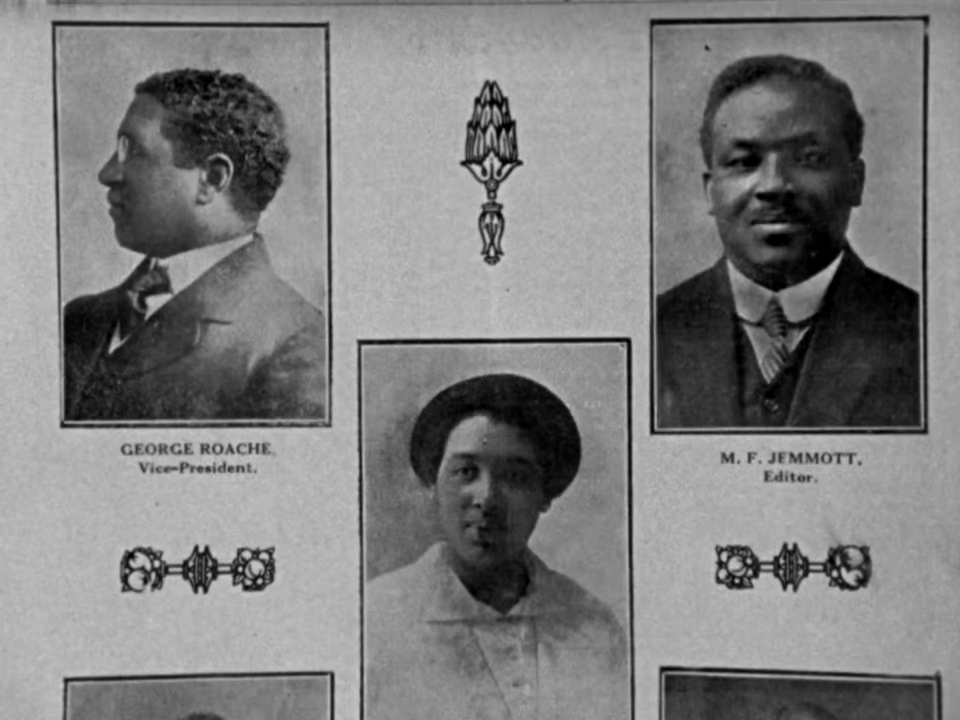 GEORGE ROACHE,
Vice-President.
M. F. JEMMOTT,
Editor.